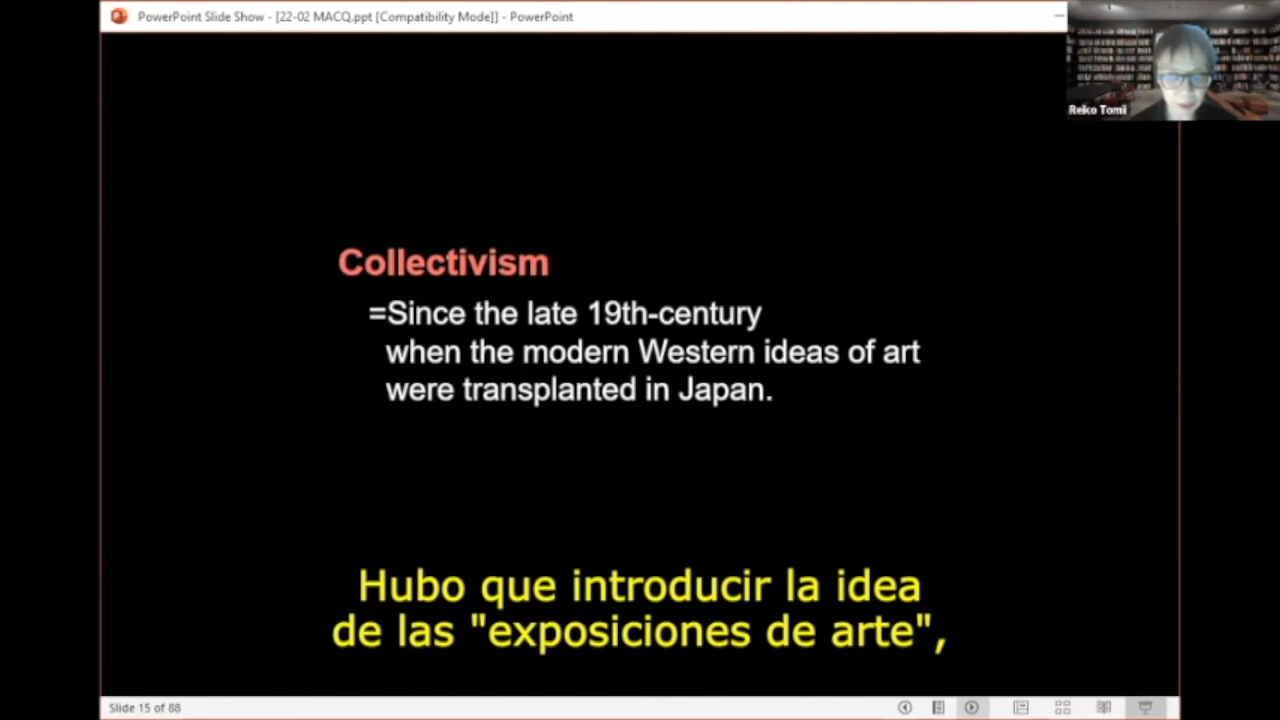 PowerPoint Slide Show - [22-02 MACQ.ppt [Compatibility Mode]] - PowerPoint
Reiko Tomii
Collectivism
=Since the late 19th-century
when the modern Western ideas of art
were transplanted in Japan.
Hubo que introducir la idea
de las "exposiciones de arte",
Slide 15 of 88